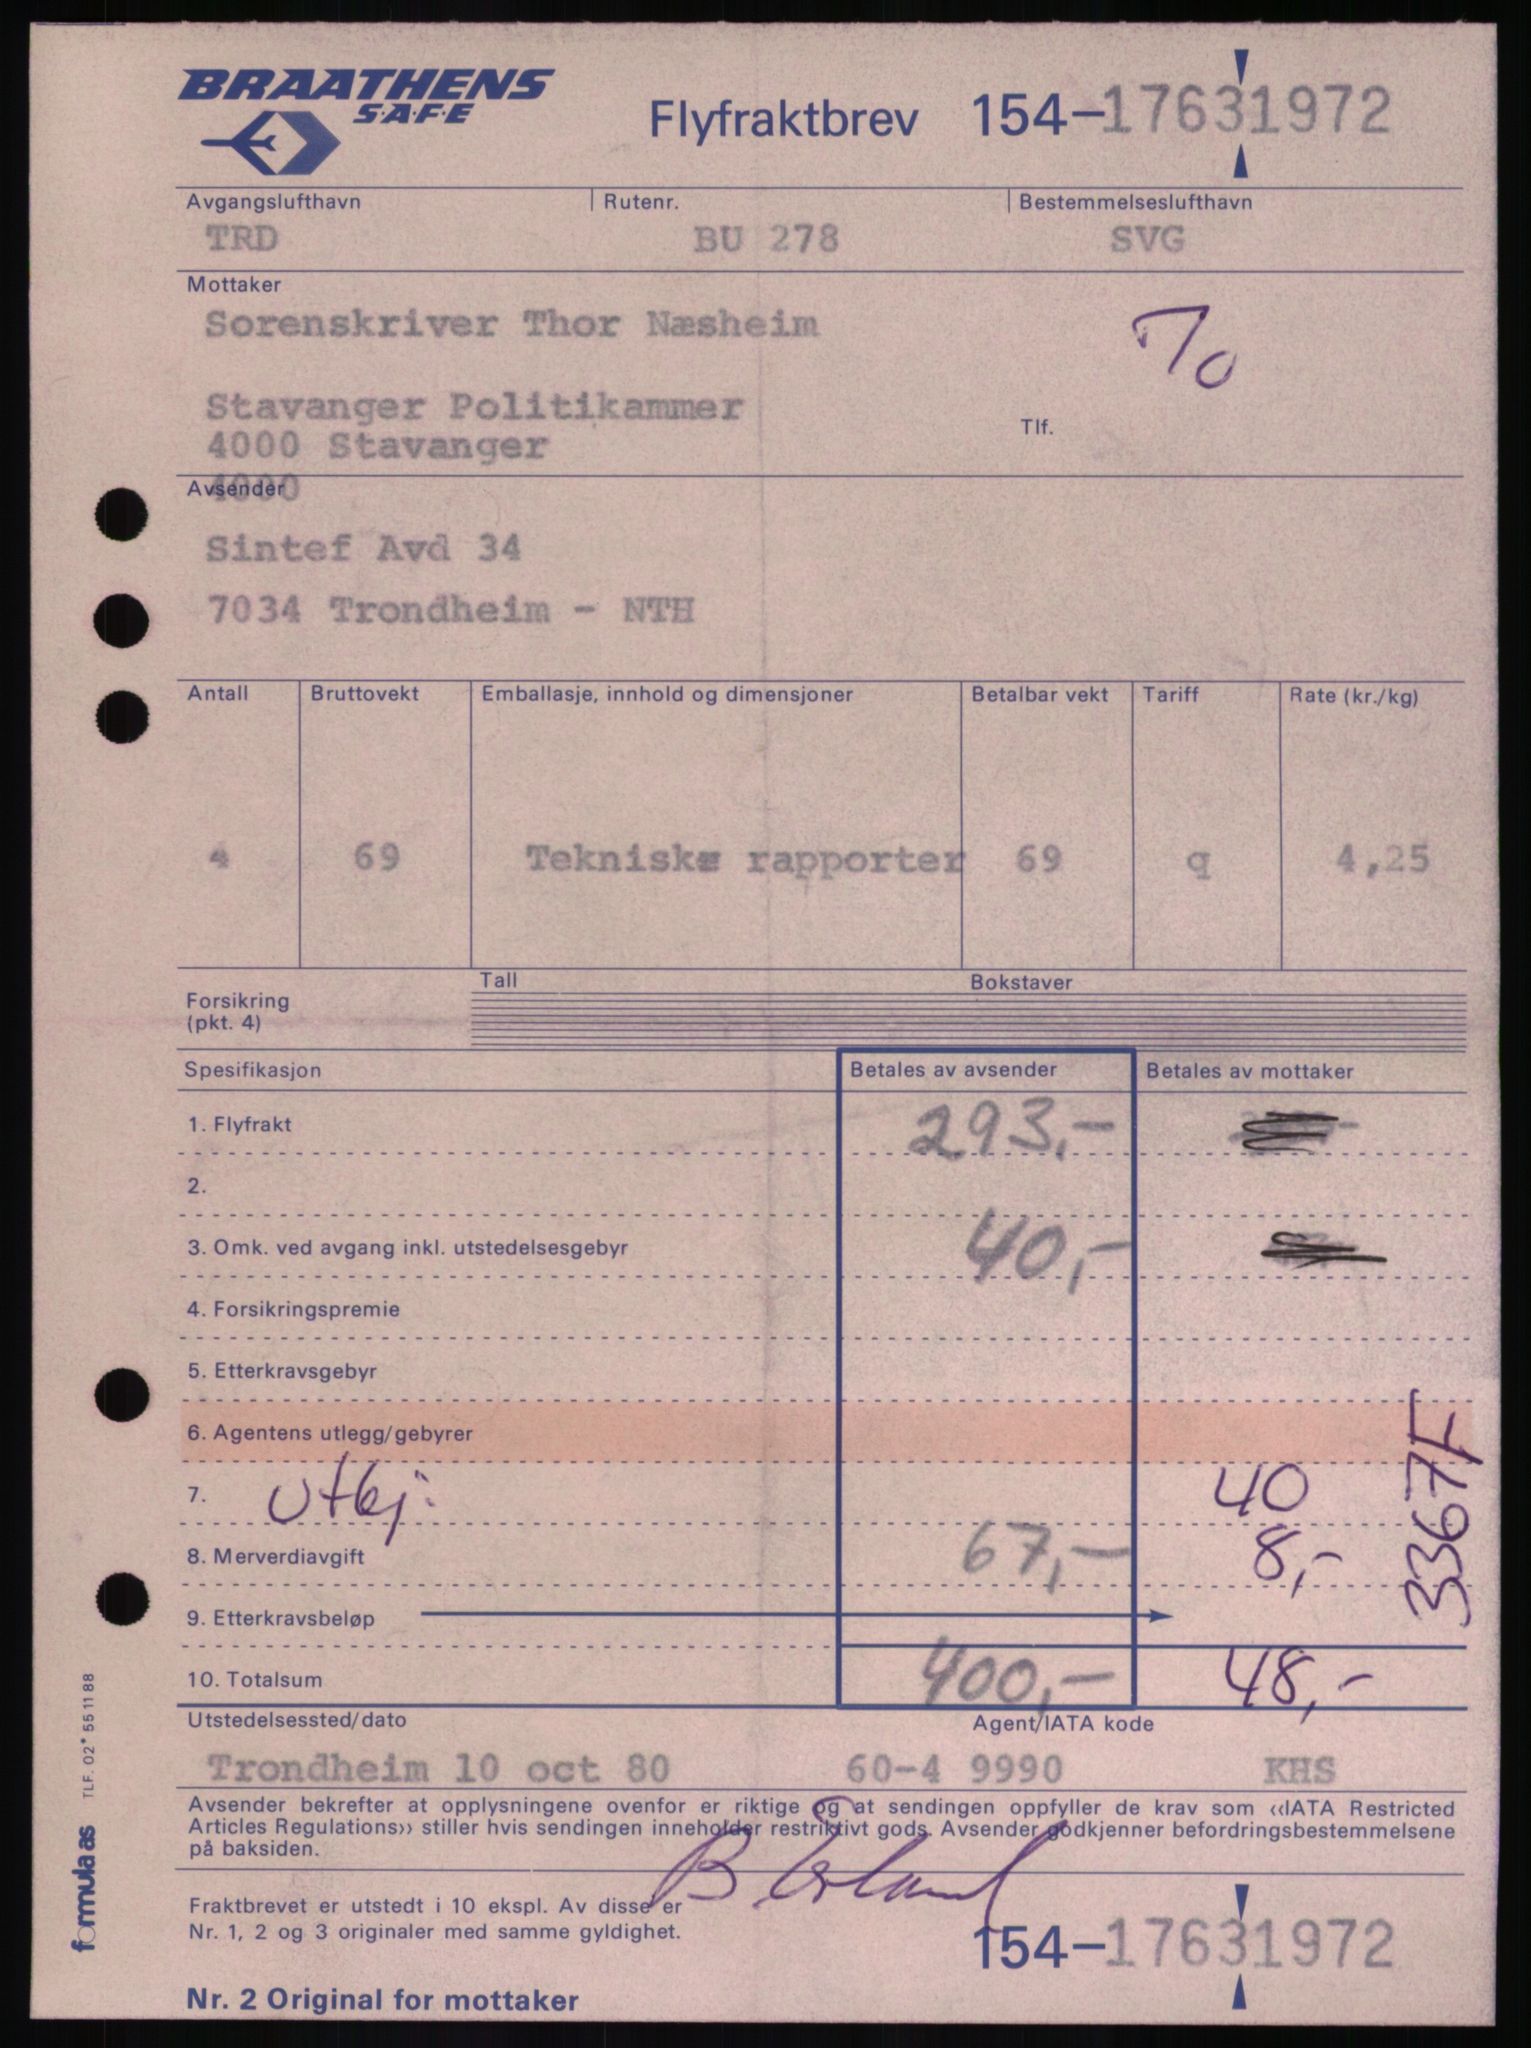 BRAATHENS
S·A·F·E
Flyfraktbrev 154-17631972
Avgangslufthavn Rutenr. Bestemmelseslufthavn
TRD BU 278 SVG
Mottaker
Sorenskriver Thor Næsheim
Stavanger Politikammer
Tlf.
4000 Stavanger
Avsender
4000
Sintef Avd 34
7034 Trondheim - NTH
Antall Bruttovekt Emballasje, innhold og dimensjoner Betalbar vekt Tariff Rate (kr./kg)
4 69 Tekniske rapporter 69 q 4,25
Tall Bokstaver
Forsikring
(pkt. 4)
Spesifikasjon Betales av avsender Betales av mottaker
1. Flyfrakt 293,-
2.
3. Omk. ved avgang inkl. utstedelsesgebyr 40,-
4. Forsikringspremie
5. Etterkravsgebyr
6. Agentens utlegg/gebyrer
7. Utkj: 40
8. Merverdiavgift 67,- 8,-
3367F
9. Etterkravsbeløp
10. Totalsum 400,- 48,-
Utstedelsessted/dato Agent/IATA kode
Trondheim 10 oct 80 60-4 9990 KHS
Avsender bekrefter at opplysningene ovenfor er riktige og at sendingen oppfyller de krav som «IATA Restricted
Articles Regulations» stiller hvis sendingen inneholder restriktivt gods. Avsender godkjenner befordringsbestemmelsene
på baksiden.
Fraktbrevet er utstedt i 10 ekspl. Av disse er
Nr. 1, 2 og 3 originaler med samme gyldighet.
154-17631972
Nr. 2 Original for mottaker
formula as TLF. 02* 55 11 88